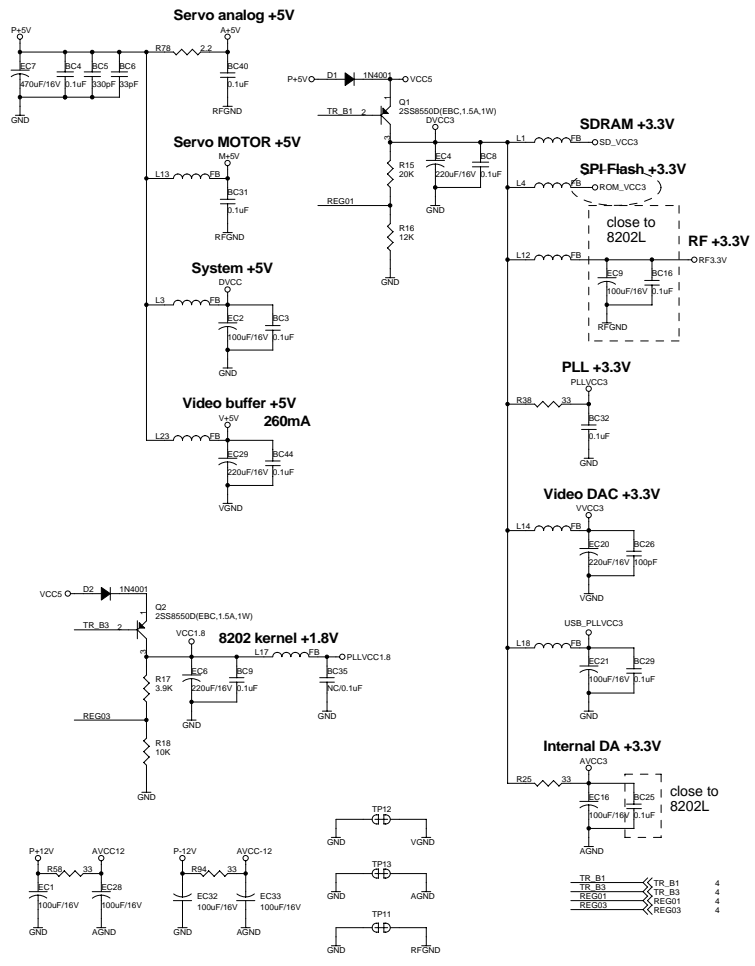 Servo analog +5V
P+5V
A+5V
R78
2.2
EC7
470uF/16V
BC4
0.1uF
BC5
330pF
BC6
33pF
BC40
0.1uF
GND
RFGND
Servo MOTOR +5V
M+5V
L13
FB
BC31
0.1uF
RFGND
System +5V
DVCC
L3
FB
EC2
100uF/16V
BC3
0.1uF
GND
Video buffer +5V
V+5V
260mA
L23
FB
EC29
220uF/16V
BC44
0.1uF
VGND
P+5V
D1
1N4001
VCC5
1
Q1
2SS8550D(EBC,1.5A,1W)
TR_B1
2
3
DVCC3
R15
20K
EC4
220uF/16V
BC8
0.1uF
GND
REG01
R16
12K
GND
SDRAM +3.3V
L1
FB
SD_VCC3
SPI Flash +3.3V
L4
FB
ROM_VCC3
close to
8202L
RF +3.3V
L12
FB
RF3.3V
EC9
100uF/16V
BC16
0.1uF
RFGND
PLL +3.3V
PLLVCC3
R38
33
BC32
0.1uF
GND
Video DAC +3.3V
VVCC3
L14
FB
EC20
220uF/16V
BC26
100pF
VGND
USB_PLLVCC3
L18
FB
EC21
100uF/16V
BC29
0.1uF
GND
Internal DA +3.3V
AVCC3
R25
33
EC16
100uF/16V
BC25
0.1uF
close to
8202L
AGND
VCC5
D2
1N4001
1
Q2
2SS8550D(EBC,1.5A,1W)
TR_B3
2
3
VCC1.8
8202 kernel +1.8V
L17
FB
PLLVCC1.8
R17
3.9K
EC6
220uF/16V
BC9
0.1uF
BC35
NC/0.1uF
GND
GND
REG03
R18
10K
GND
P+12V
AVCC12
R58
33
EC1
100uF/16V
EC28
100uF/16V
GND
AGND
P-12V
AVCC-12
R94
33
EC32
100uF/16V
EC33
100uF/16V
GND
AGND
TP12
GND
VGND
TP13
GND
AGND
TP11
GND
RFGND
TR_B1
TR_B1
4
TR_B3
TR_B3
4
REG01
REG01
4
REG03
REG03
4